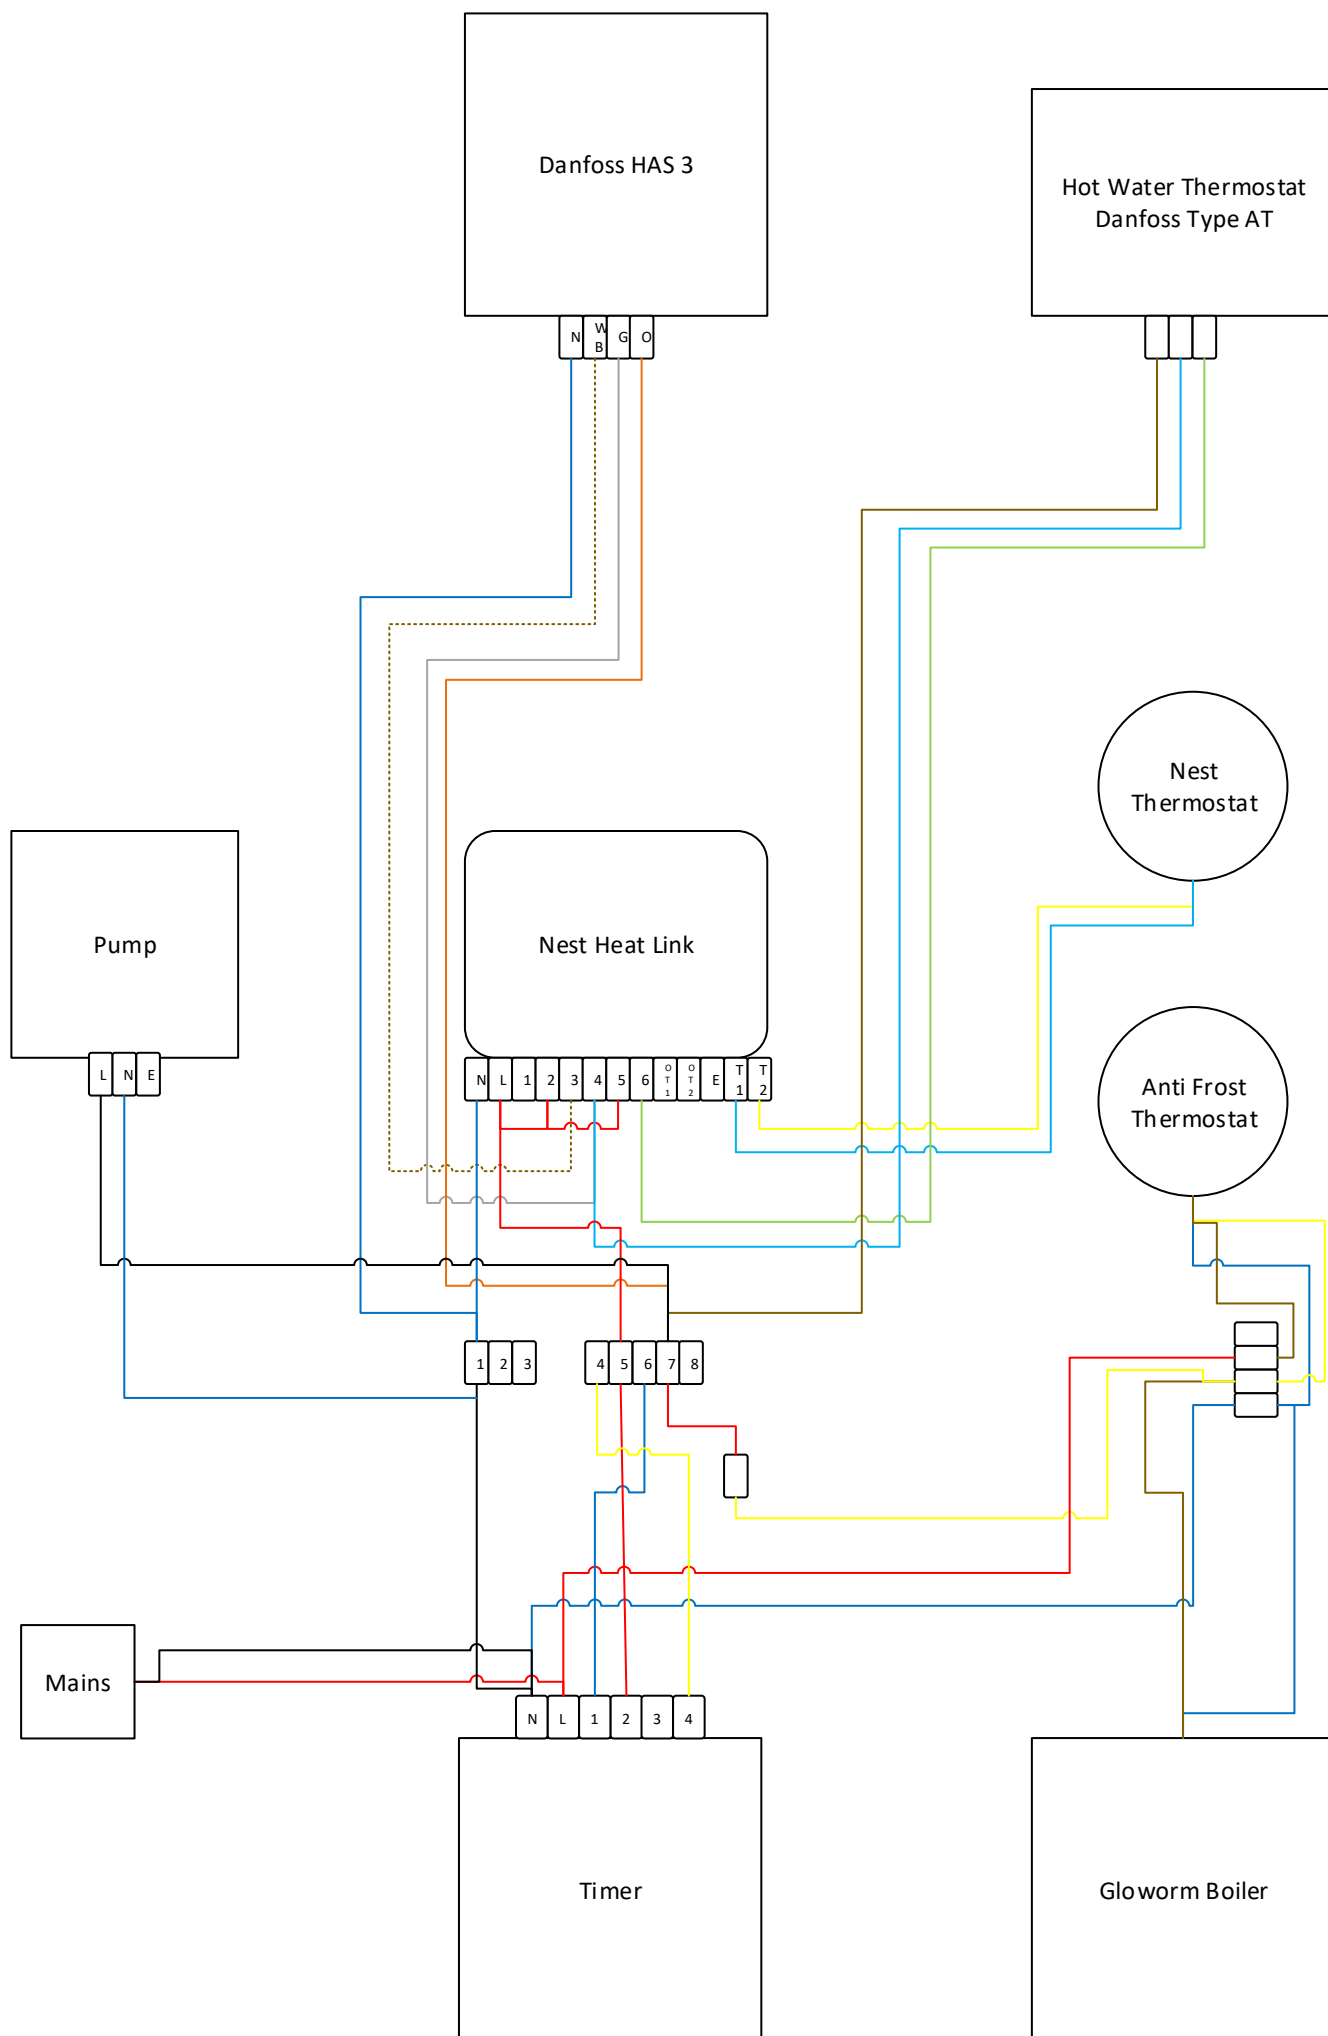 Danfoss HAS 3
Hot Water Thermostat
Danfoss Type AT
N
W
B
G
O
Nest
Thermostat
Pump
Nest Heat Link
L
N
E
N
L
1
2
3
4
5
6
O
T
1
O
T
2
E
T
1
T
2
Anti Frost
Thermostat
1
2
3
4
5
6
7
8
Mains
N
L
1
2
3
4
Timer
Gloworm Boiler